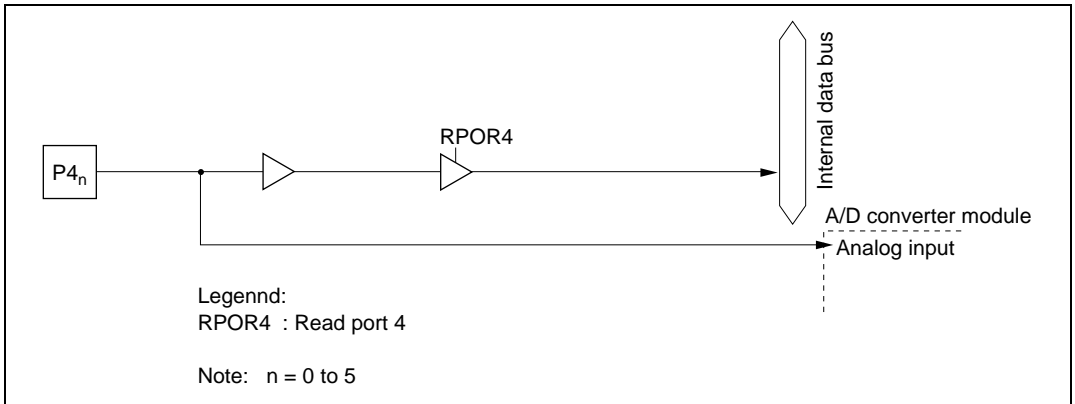 RPOR4
P4n
Internal data bus
A/D converter module
Analog input
Legennd:
RPOR4 : Read port 4
Note: n = 0 to 5